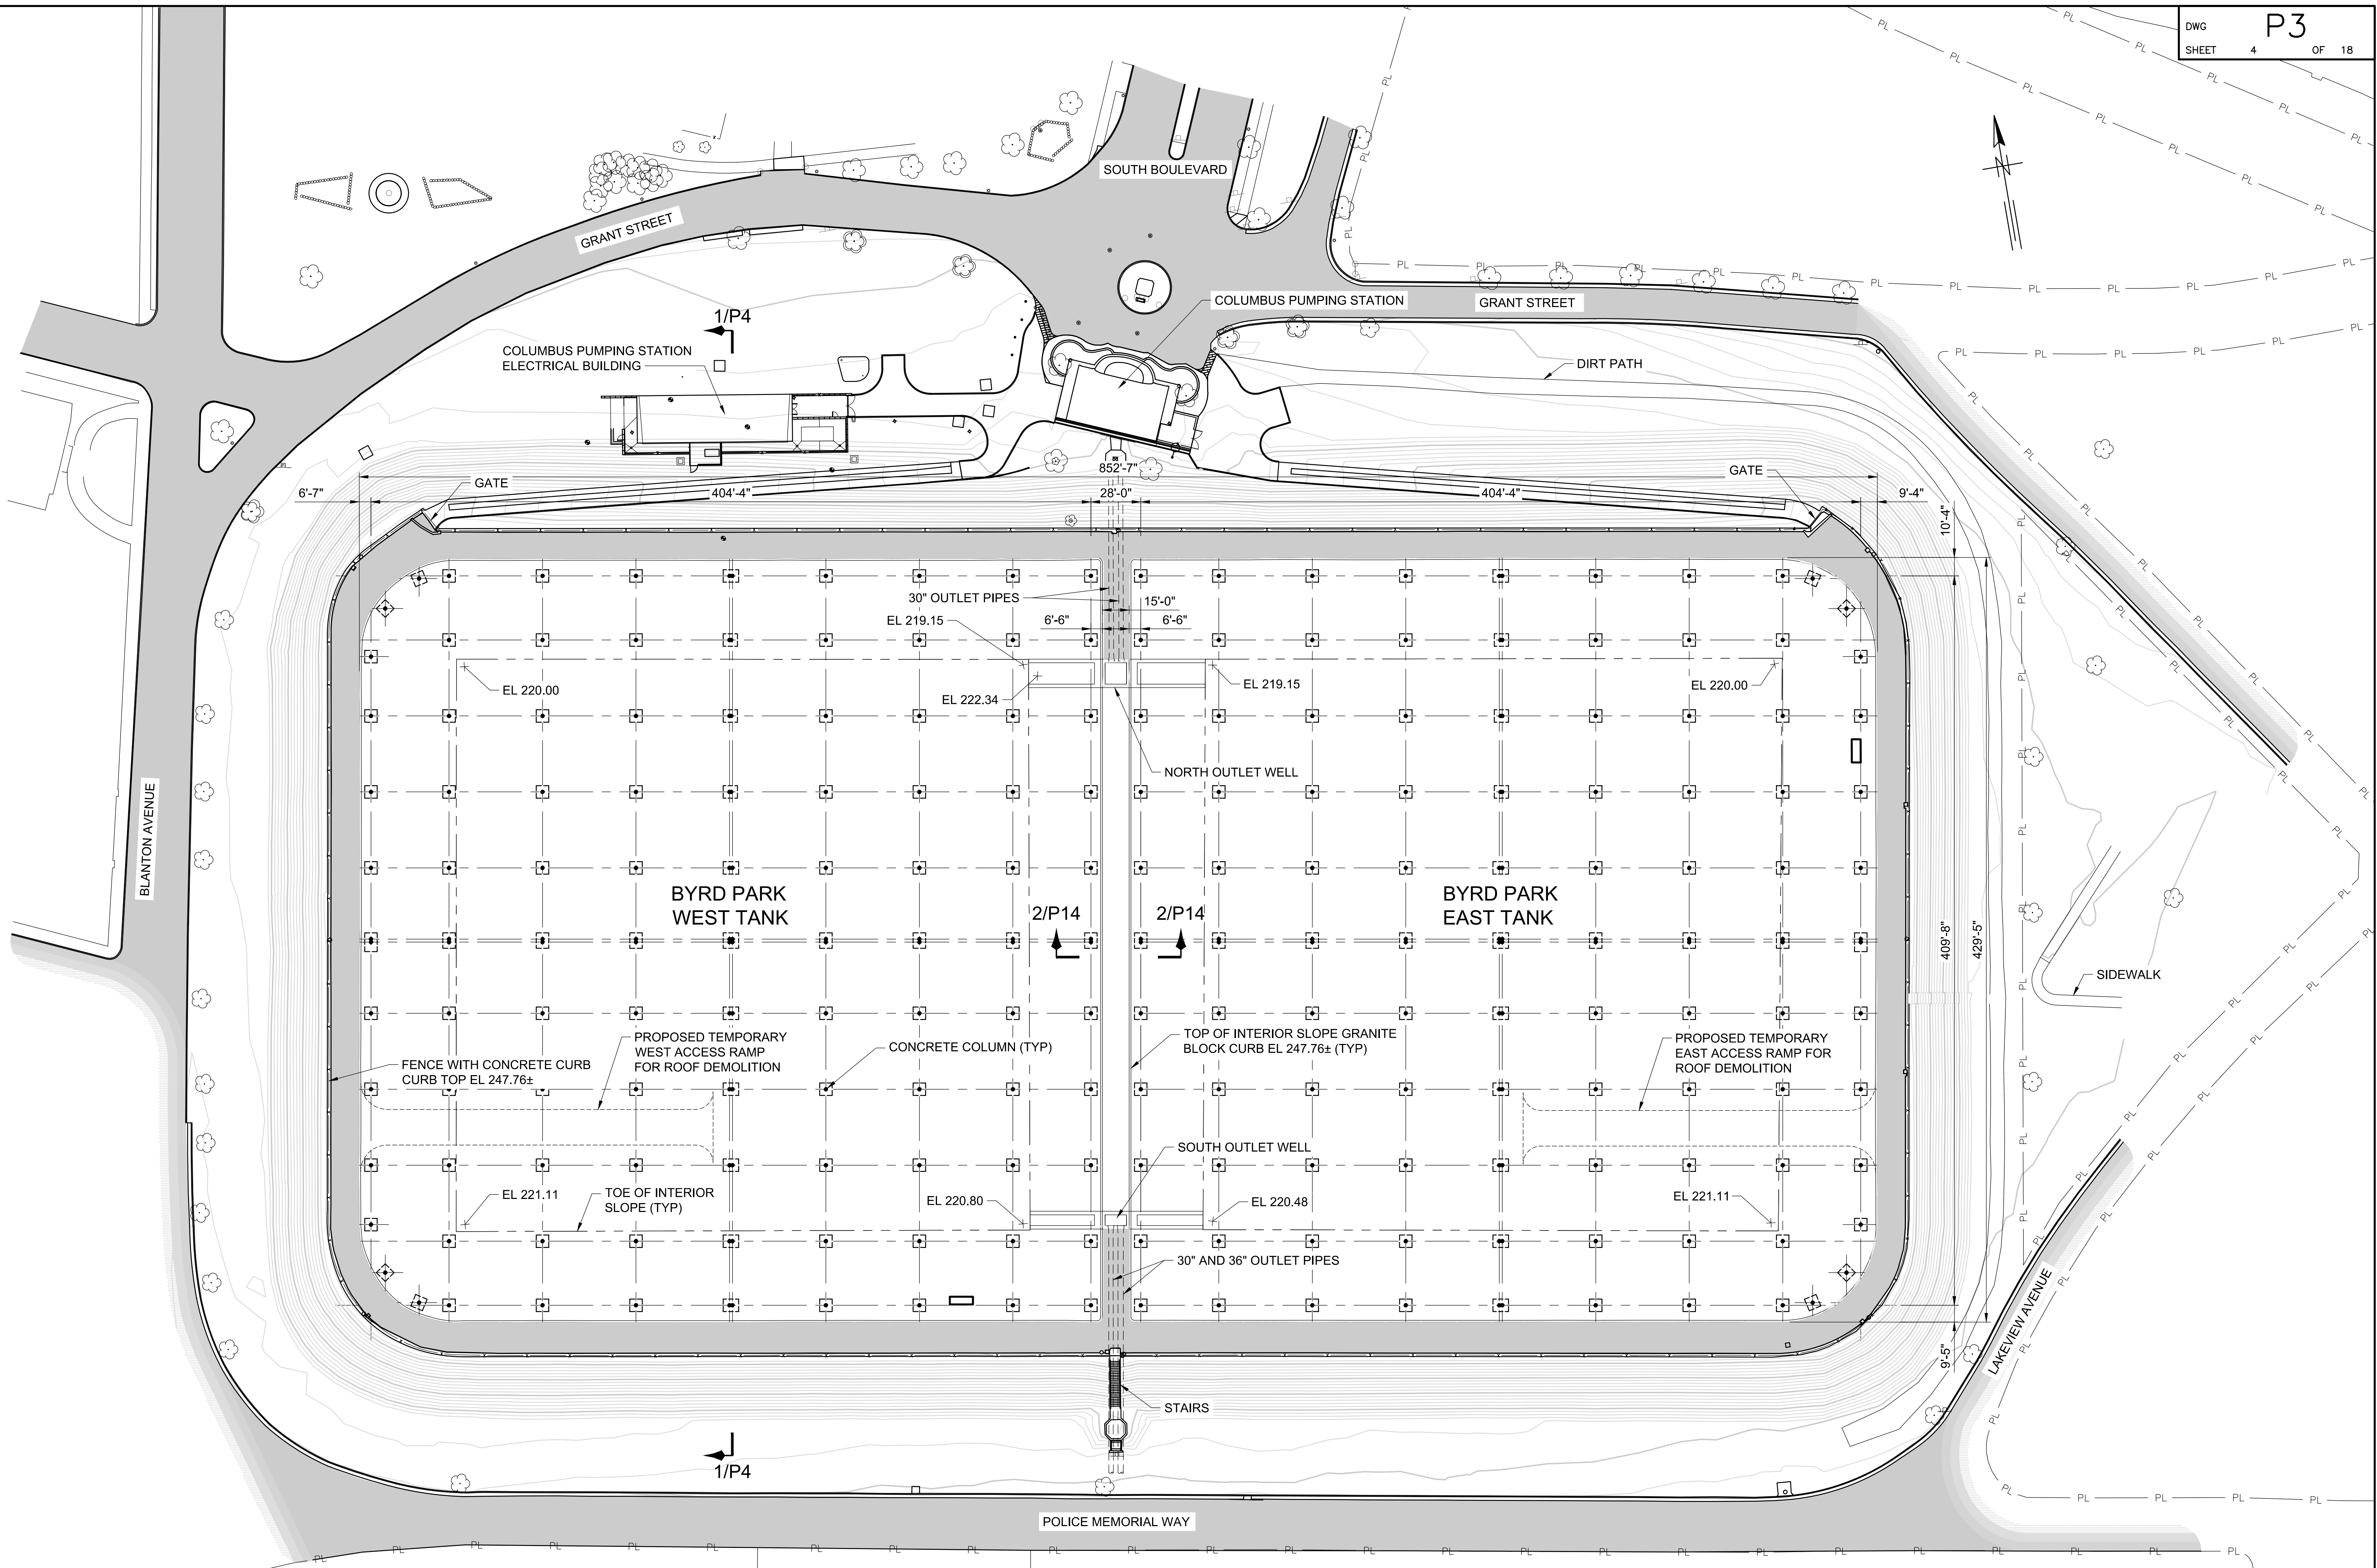 DWG P3
SHEET 4 OF 18
SOUTH BOULEVARD
GRANT STREET
N
COLUMBUS PUMPING STATION
GRANT STREET
1/P4
COLUMBUS PUMPING STATION
ELECTRICAL BUILDING
DIRT PATH
852'-7"
GATE
GATE
6'-7"
404'-4"
28'-0"
404'-4"
9'-4"
10'-4"
30" OUTLET PIPES
15'-0"
EL 219.15
6'-6"
6'-6"
EL 220.00
EL 222.34
EL 219.15
EL 220.00
NORTH OUTLET WELL
BLANTON AVENUE
BYRD PARK
WEST TANK
BYRD PARK
EAST TANK
2/P14
2/P14
409'-8"
429'-5"
SIDEWALK
FENCE WITH CONCRETE CURB
CURB TOP EL 247.76±
PROPOSED TEMPORARY
WEST ACCESS RAMP
FOR ROOF DEMOLITION
CONCRETE COLUMN (TYP)
TOP OF INTERIOR SLOPE GRANITE
BLOCK CURB EL 247.76± (TYP)
PROPOSED TEMPORARY
EAST ACCESS RAMP FOR
ROOF DEMOLITION
SOUTH OUTLET WELL
EL 221.11
TOE OF INTERIOR
SLOPE (TYP)
EL 220.80
EL 220.48
EL 221.11
30" AND 36" OUTLET PIPES
LAKEVIEW AVENUE
9'-5"
STAIRS
1/P4
POLICE MEMORIAL WAY
PL